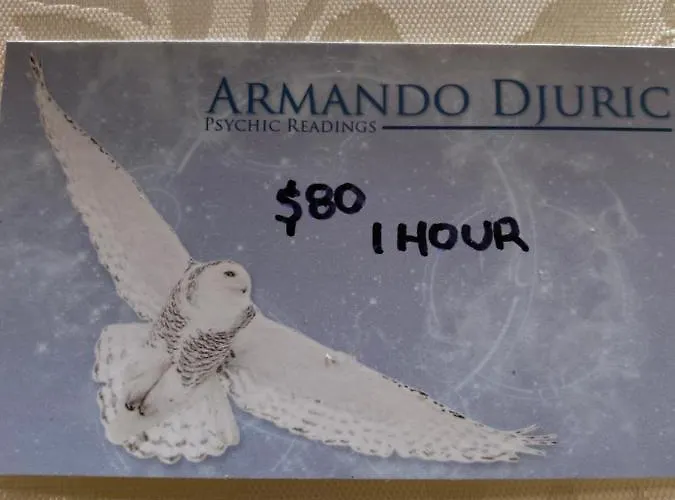 ARMANDO DJURIC
PSYCHIC READINGS
$80
1 HOUR